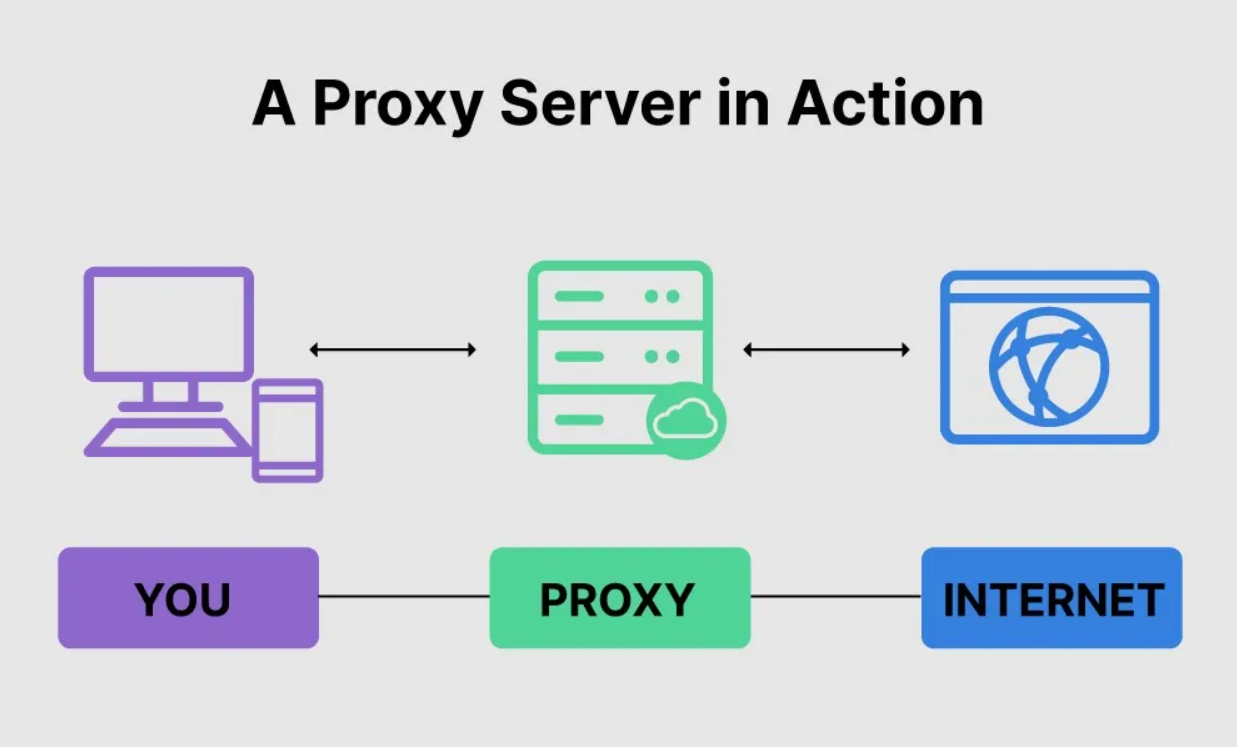 A Proxy Server in Action
YOU
PROXY
INTERNET